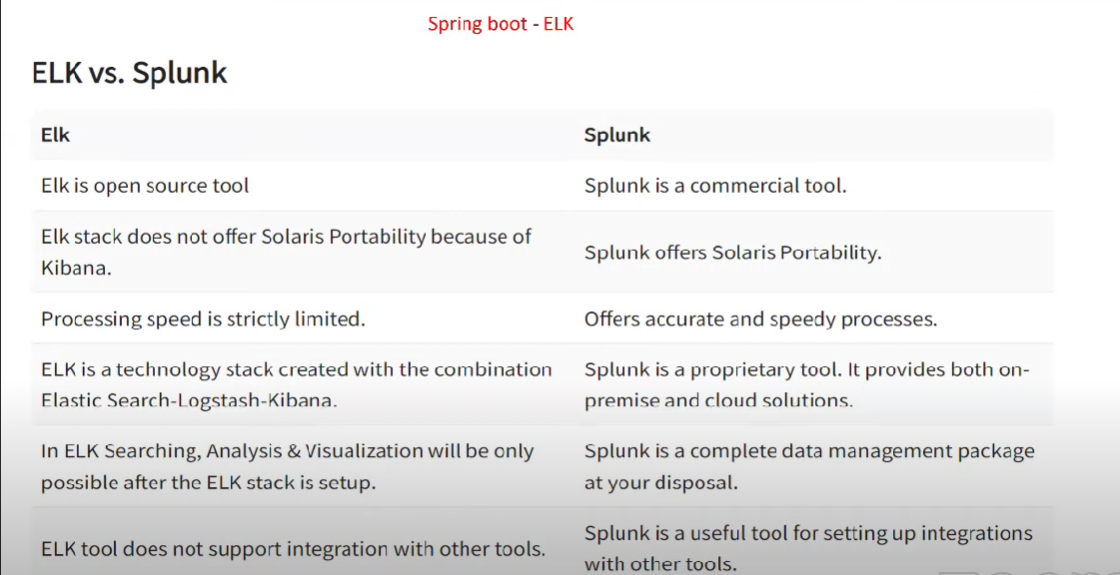 Spring boot - ELK
ELK vs. Splunk
Elk
Splunk
Elk is open source tool
Splunk is a commercial tool.
Elk stack does not offer Solaris Portability because of
Kibana.
Splunk offers Solaris Portability.
Processing speed is strictly limited.
Offers accurate and speedy processes.
ELK is a technology stack created with the combination
Elastic Search-Logstash-Kibana.
Splunk is a proprietary tool. It provides both on-
premise and cloud solutions.
In ELK Searching, Analysis & Visualization will be only
possible after the ELK stack is setup.
Splunk is a complete data management package
at your disposal.
ELK tool does not support integration with other tools.
Splunk is a useful tool for setting up integrations
with other tools.